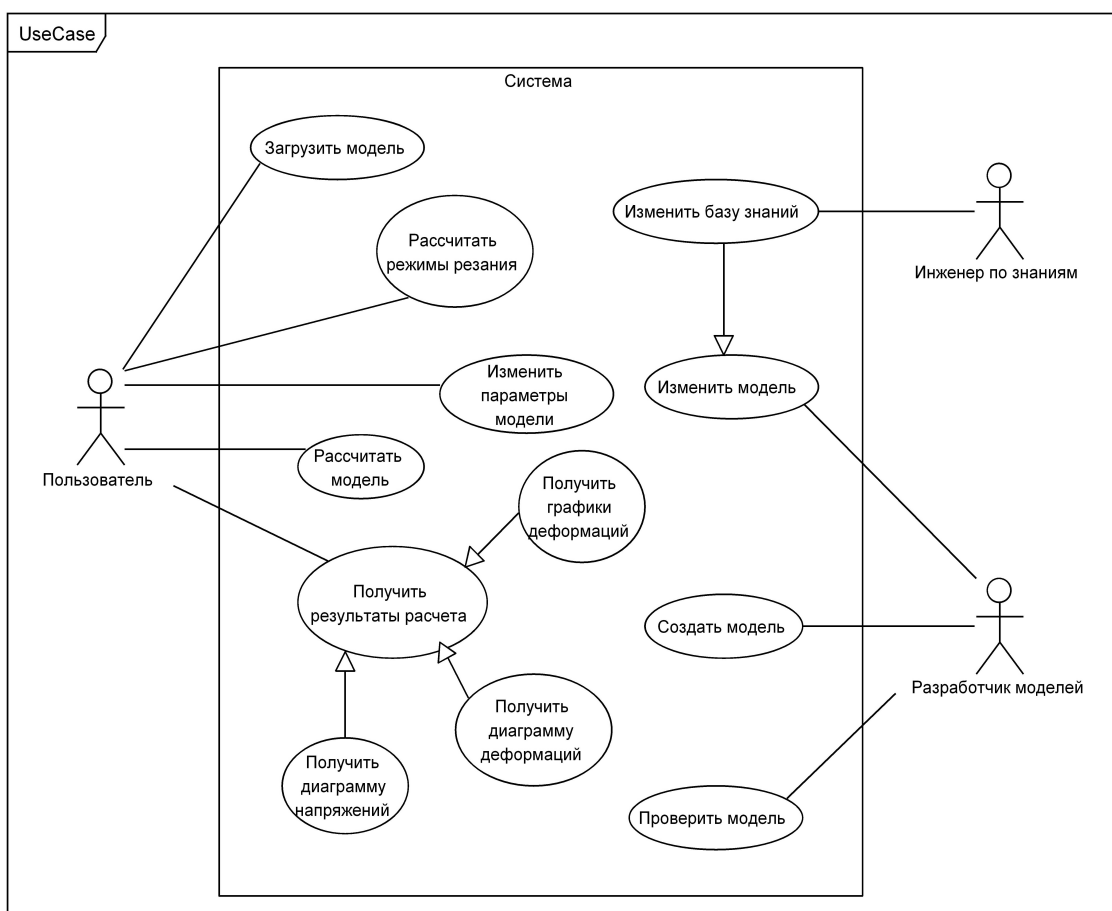 UseCase
Система
Загрузить модель
Изменить базу знаний
Рассчитать
режимы резания
Инженер по знаниям
Изменить
параметры
модели
Изменить модель
Пользователь
Рассчитать
модель
Получить
графики
деформаций
Получить
результаты расчета
Создать модель
Разработчик моделей
Получить
диаграмму
деформаций
Получить
диаграмму
напряжений
Проверить модель